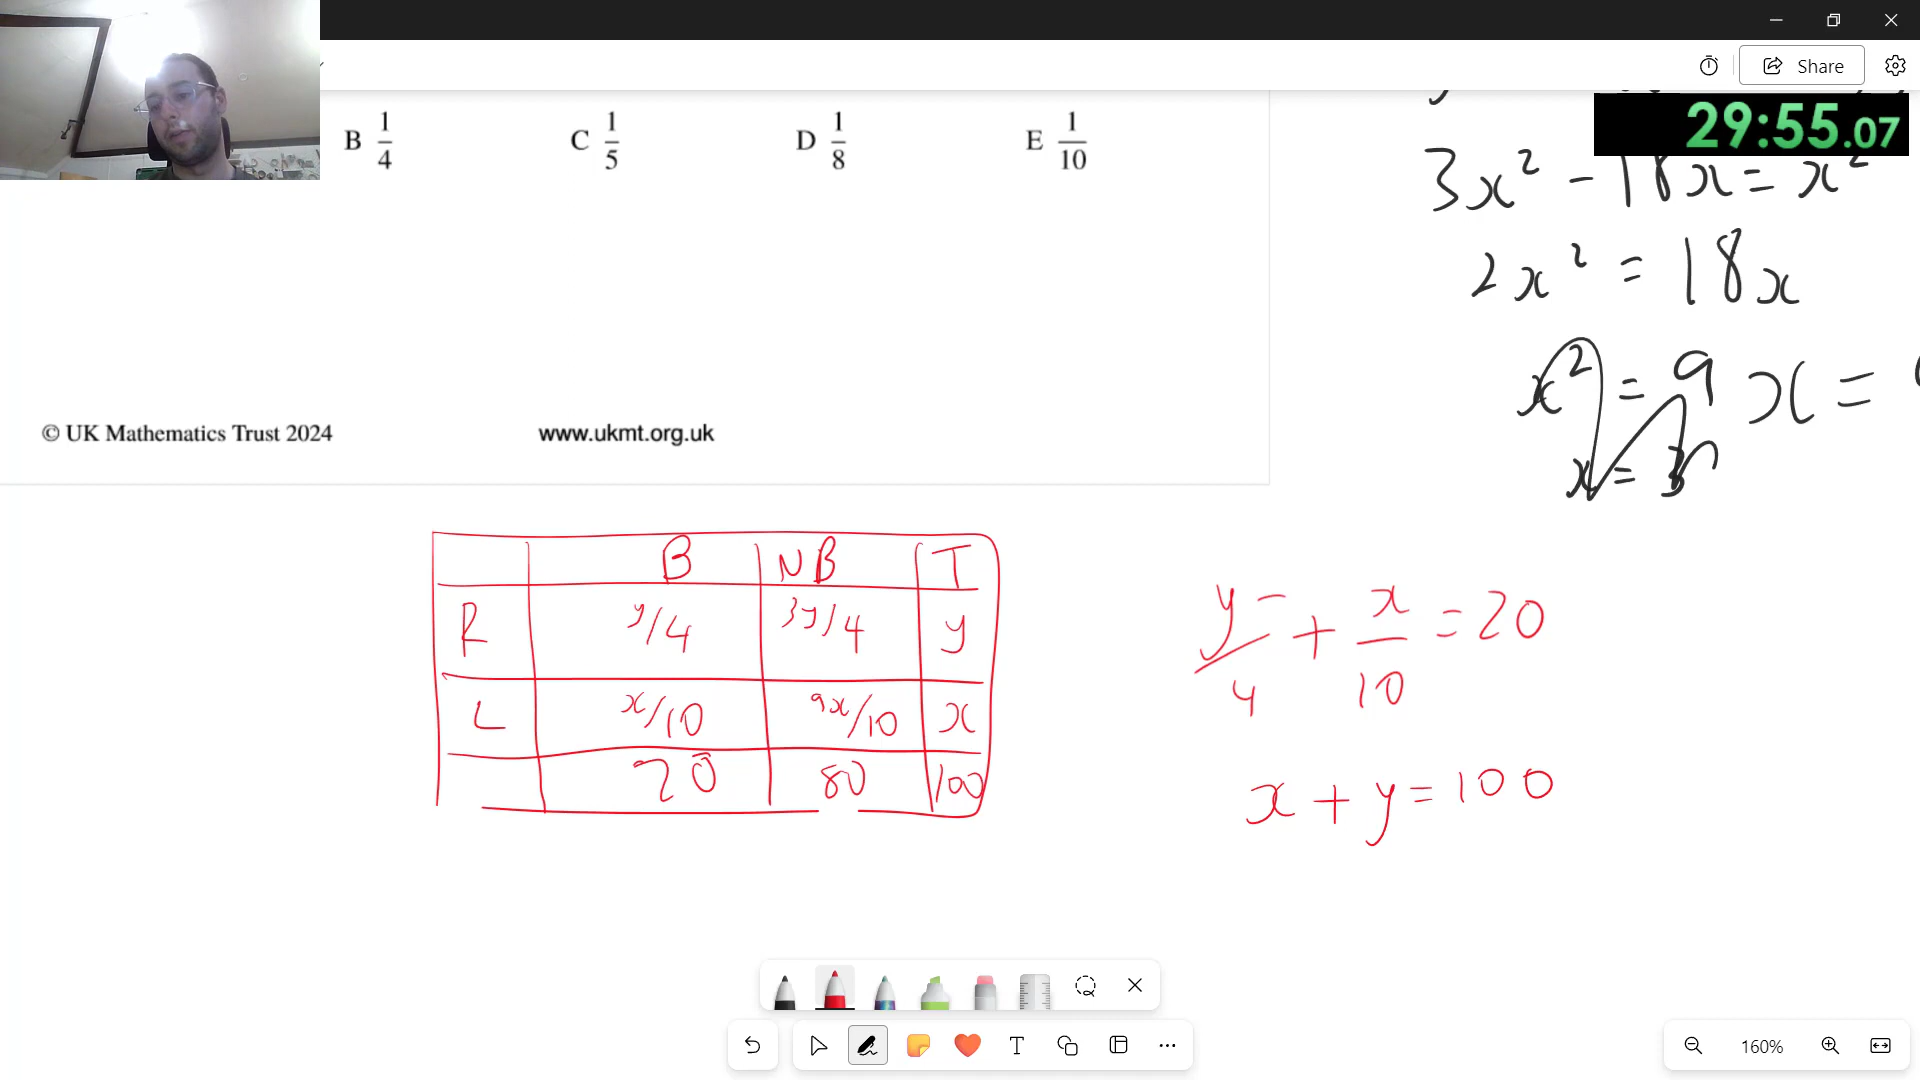 Share
29:55.07
B 1/4 C 1/5 D 1/8 E 1/10
3x² - 18x = x²
2x² = 18x
x² = 9 x =
x = 3
© UK Mathematics Trust 2024 www.ukmt.org.uk
B NB T
R y/4 3y/4 y
L x/10 9x/10 x
20 80 100
y/4 + x/10 = 20
x + y = 100
T
160%